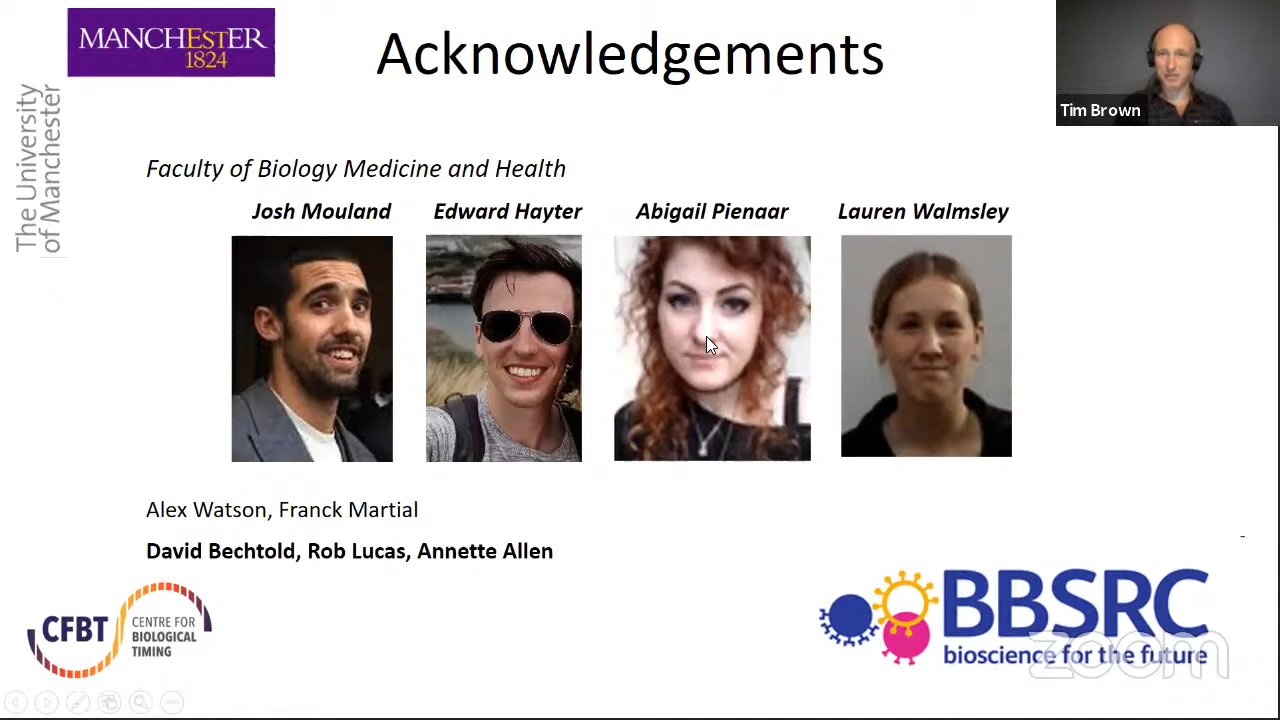 MANCHEstER
1824
The University
of Manchester
Acknowledgements
Tim Brown
Faculty of Biology Medicine and Health
Josh Mouland
Edward Hayter
Abigail Pienaar
Lauren Walmsley
Alex Watson, Franck Martial
David Bechtold, Rob Lucas, Annette Allen
CFBT
CENTRE FOR
BIOLOGICAL
TIMING
BBSRC
bioscience for the future
zoom